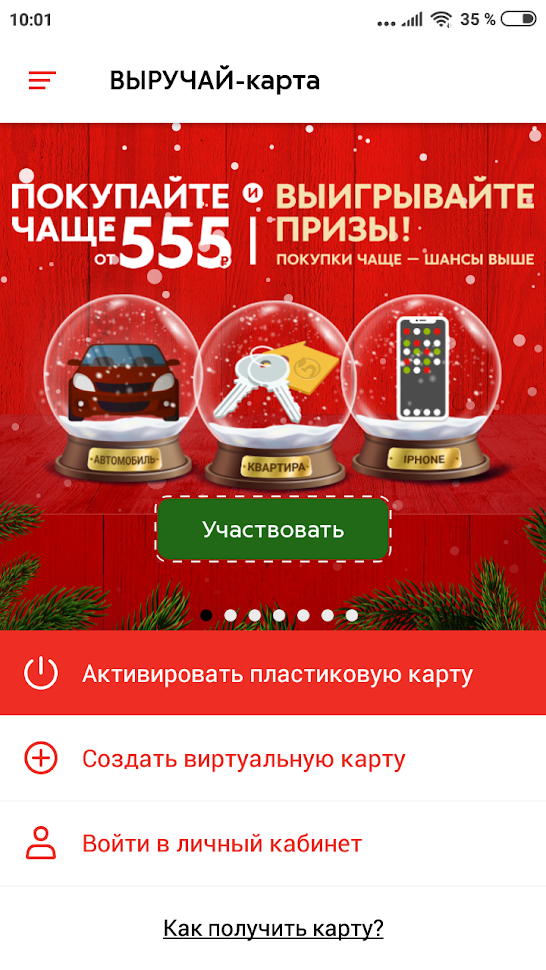 10:01
35 %
ВЫРУЧАЙ-карта
ПОКУПАЙТЕ И ВЫИГРЫВАЙТЕ
ЧАЩЕ ПРИЗЫ!
ОТ 555₽ ПОКУПКИ ЧАЩЕ — ШАНСЫ ВЫШЕ
5
АВТОМОБИЛЬ
КВАРТИРА
IPHONE
Участвовать
Активировать пластиковую карту
Создать виртуальную карту
Войти в личный кабинет
Как получить карту?